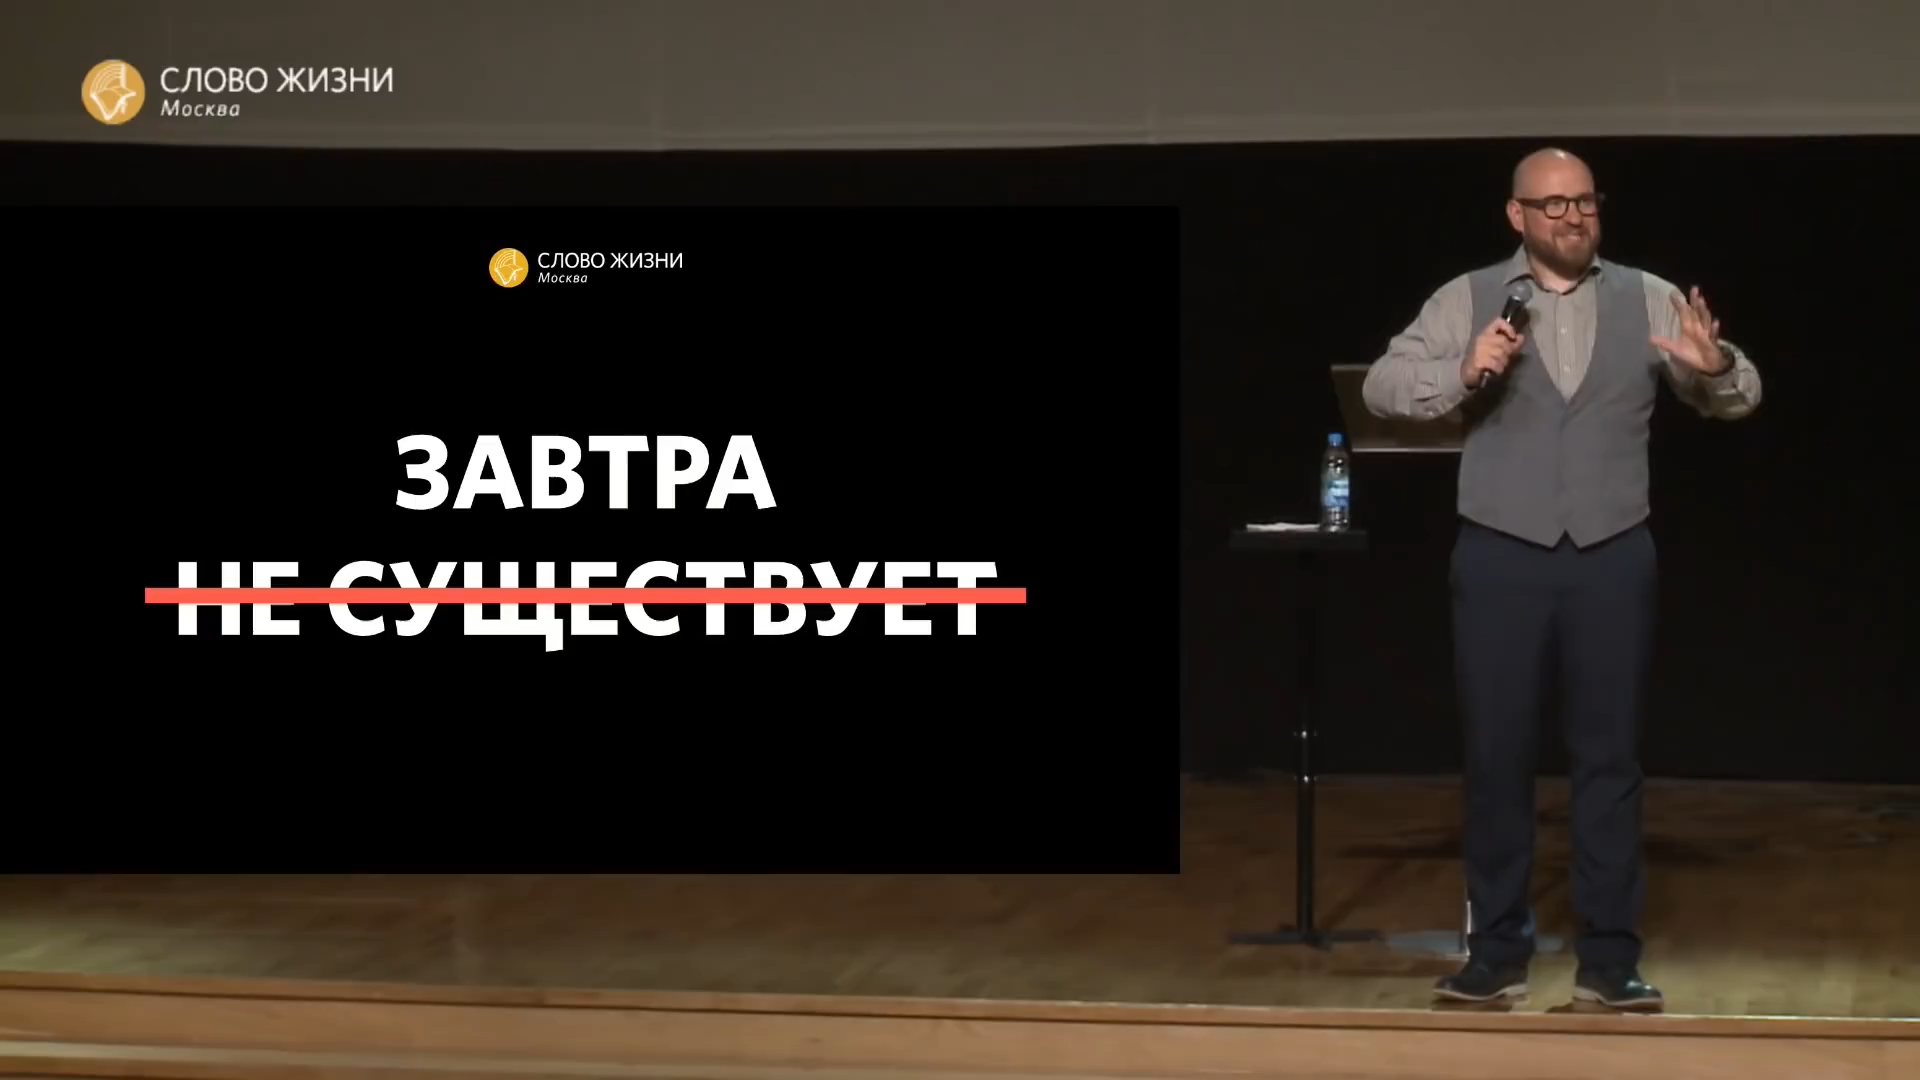 СЛОВО ЖИЗНИ
Москва
СЛОВО ЖИЗНИ
Москва
ЗАВТРА
НЕ СУЩЕСТВУЕТ